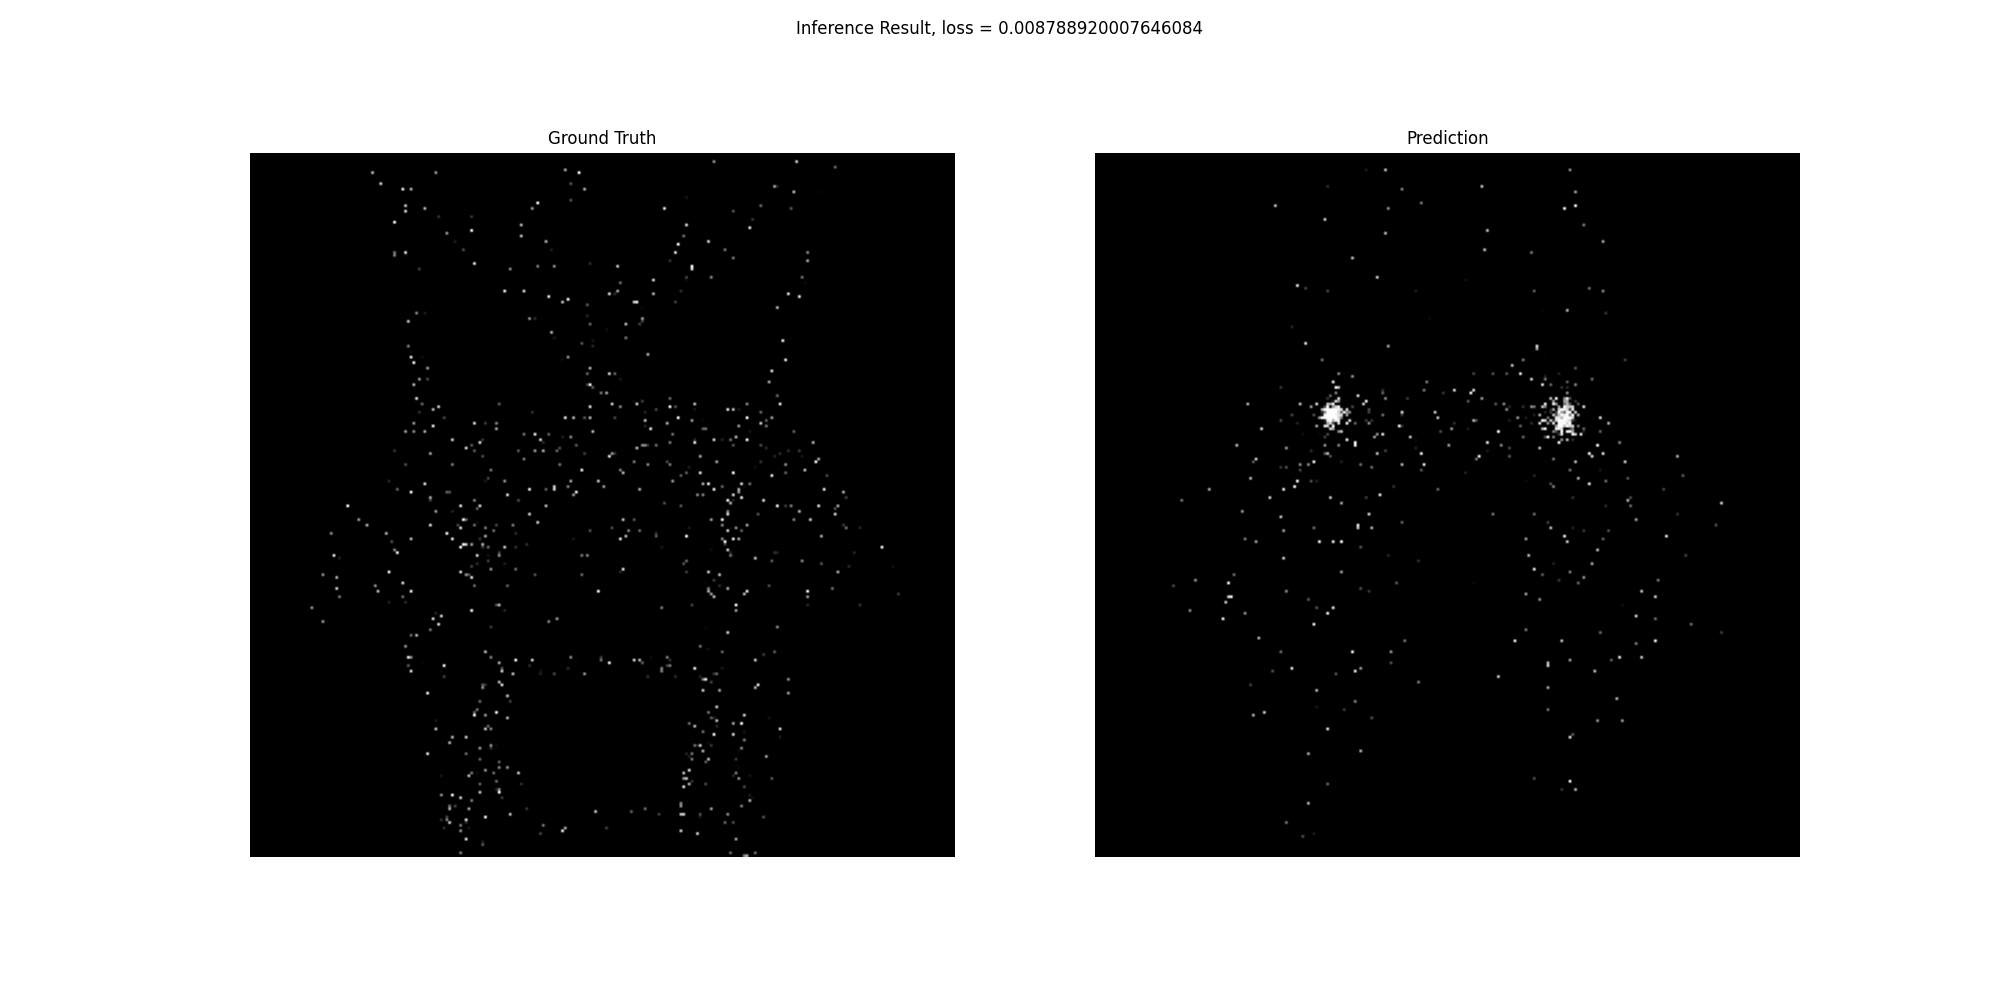 Inference Result, loss = 0.008788920007646084
Ground Truth
Prediction